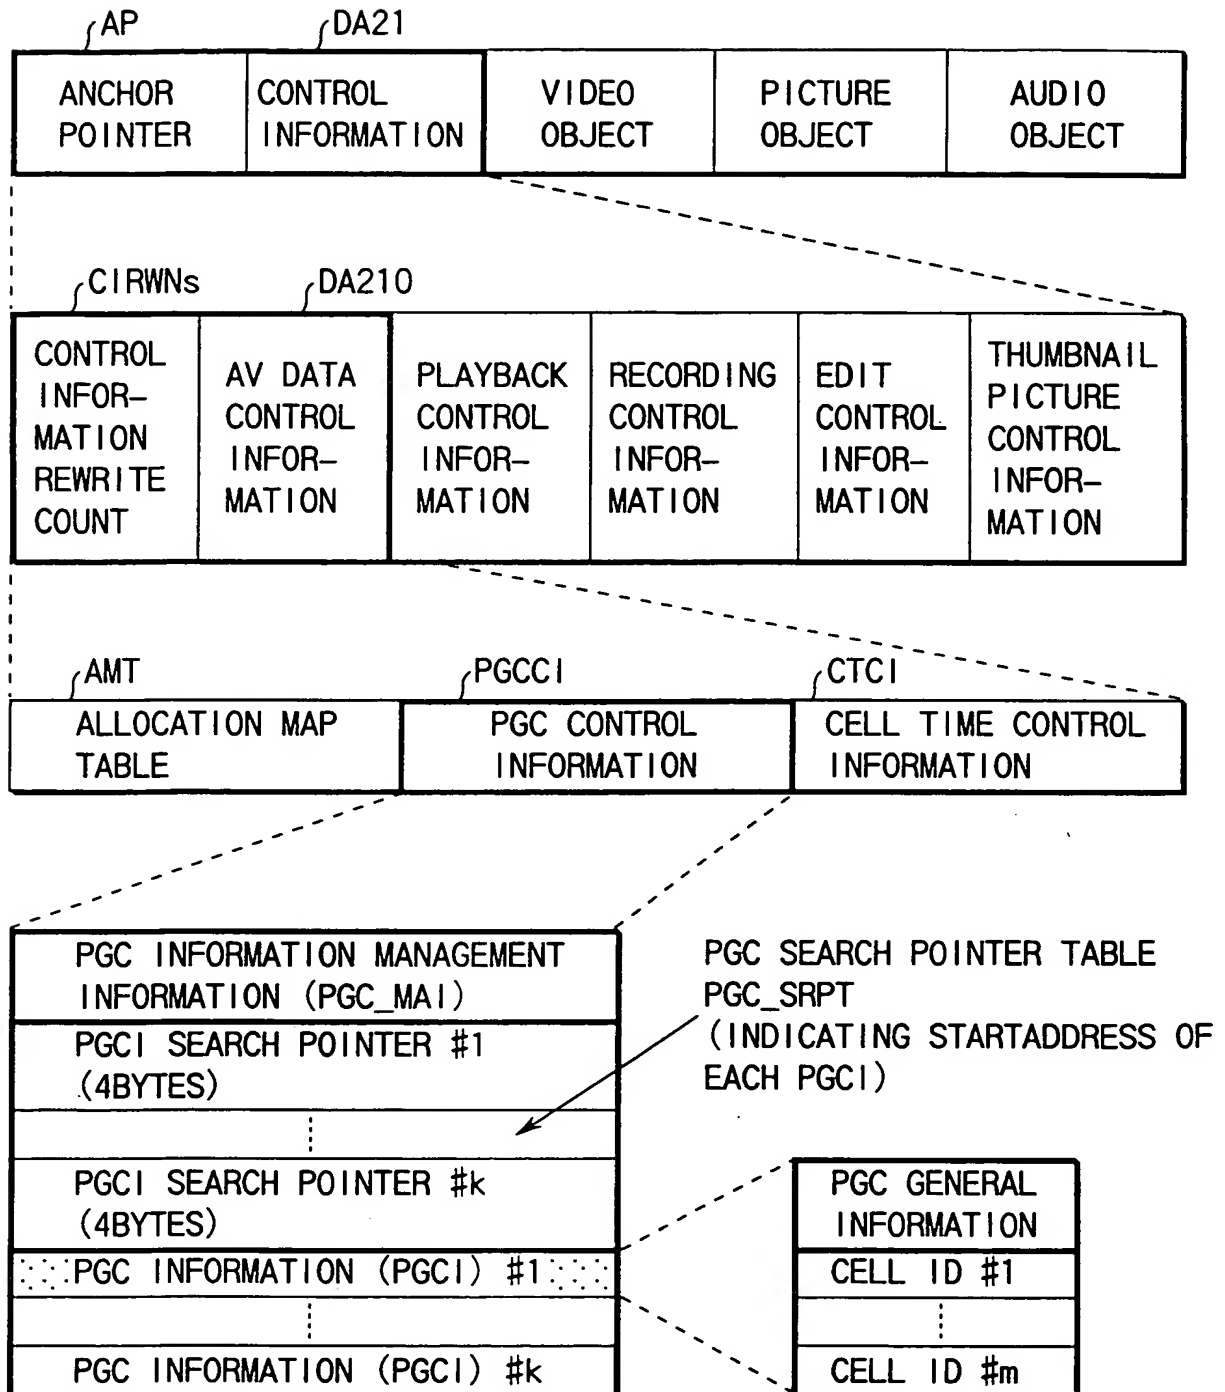 AP
DA21
ANCHOR
POINTER
CONTROL
INFORMATION
VIDEO
OBJECT
PICTURE
OBJECT
AUDIO
OBJECT
CIRWNs
DA210
CONTROL
INFOR-
MATION
REWRITE
COUNT
AV DATA
CONTROL
INFOR-
MATION
PLAYBACK
CONTROL
INFOR-
MATION
RECORDING
CONTROL
INFOR-
MATION
EDIT
CONTROL
INFOR-
MATION
THUMBNAIL
PICTURE
CONTROL
INFOR-
MATION
AMT
PGCCI
CTCI
ALLOCATION MAP
TABLE
PGC CONTROL
INFORMATION
CELL TIME CONTROL
INFORMATION
PGC INFORMATION MANAGEMENT
INFORMATION (PGC_MAI)
PGCI SEARCH POINTER #1
(4BYTES)
PGCI SEARCH POINTER #k
(4BYTES)
PGC INFORMATION (PGCI) #1
PGC INFORMATION (PGCI) #k
PGC SEARCH POINTER TABLE
PGC_SRPT
(INDICATING STARTADDRESS OF
EACH PGCI)
PGC GENERAL
INFORMATION
CELL ID #1
CELL ID #m